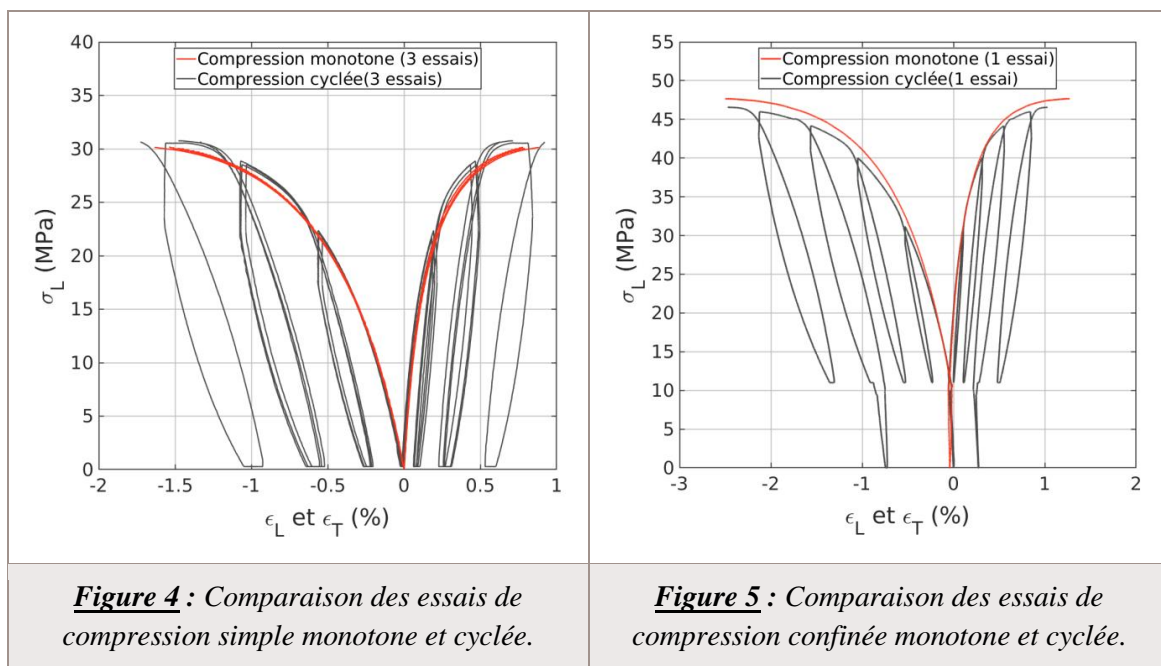 40
35
30
25
20
15
10
5
0
σL (MPa)
Compression monotone (3 essais)
Compression cyclée(3 essais)
-2 -1.5 -1 -0.5 0 0.5 1
ϵL et ϵT (%)
Figure 4 : Comparaison des essais de
compression simple monotone et cyclée.
55
50
45
40
35
30
25
20
15
10
5
0
σL (MPa)
Compression monotone (1 essai)
Compression cyclée(1 essai)
-3 -2 -1 0 1 2
ϵL et ϵT (%)
Figure 5 : Comparaison des essais de
compression confinée monotone et cyclée.